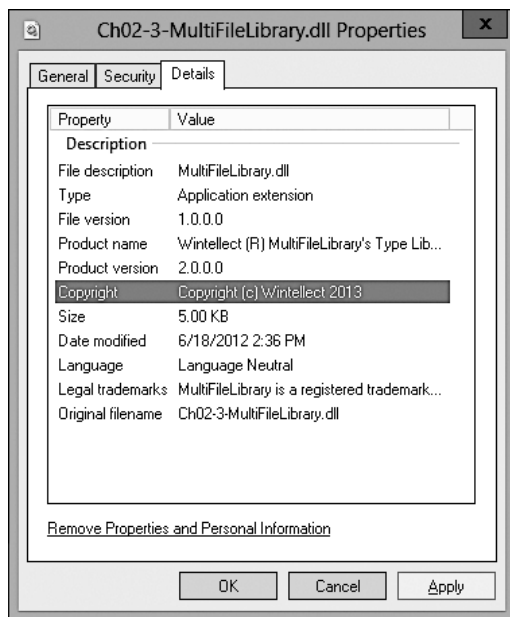 Ch02-3-MultiFileLibrary.dll Properties
x
General Security Details
Property Value
Description
File description MultiFileLibrary.dll
Type Application extension
File version 1.0.0.0
Product name Wintellect (R) MultiFileLibrary's Type Lib...
Product version 2.0.0.0
Copyright Copyright (c) Wintellect 2013
Size 5.00 KB
Date modified 6/18/2012 2:36 PM
Language Language Neutral
Legal trademarks MultiFileLibrary is a registered trademark...
Original filename Ch02-3-MultiFileLibrary.dll
Remove Properties and Personal Information
OK Cancel Apply